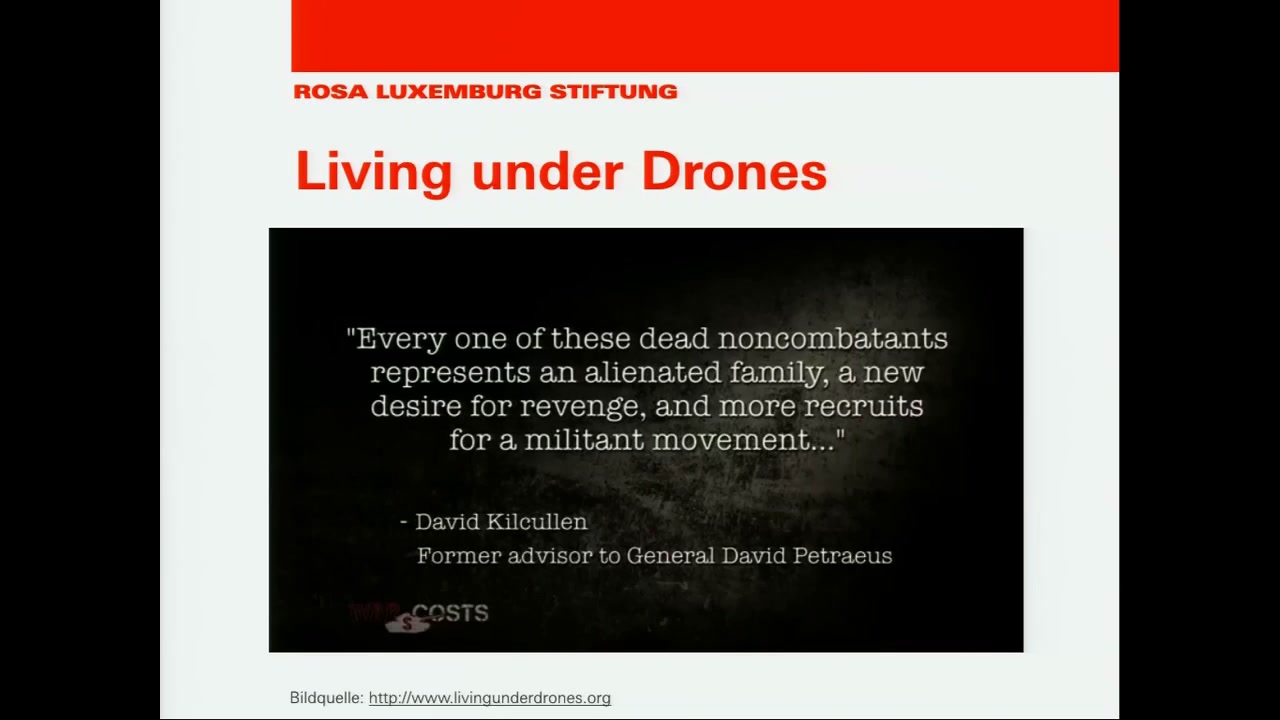 ROSA LUXEMBURG STIFTUNG
Living under Drones
"Every one of these dead noncombatants
represents an alienated family, a new
desire for revenge, and more recruits
for a militant movement..."
- David Kilcullen
Former advisor to General David Petraeus
WAR COSTS
Bildquelle: http://www.livingunderdrones.org